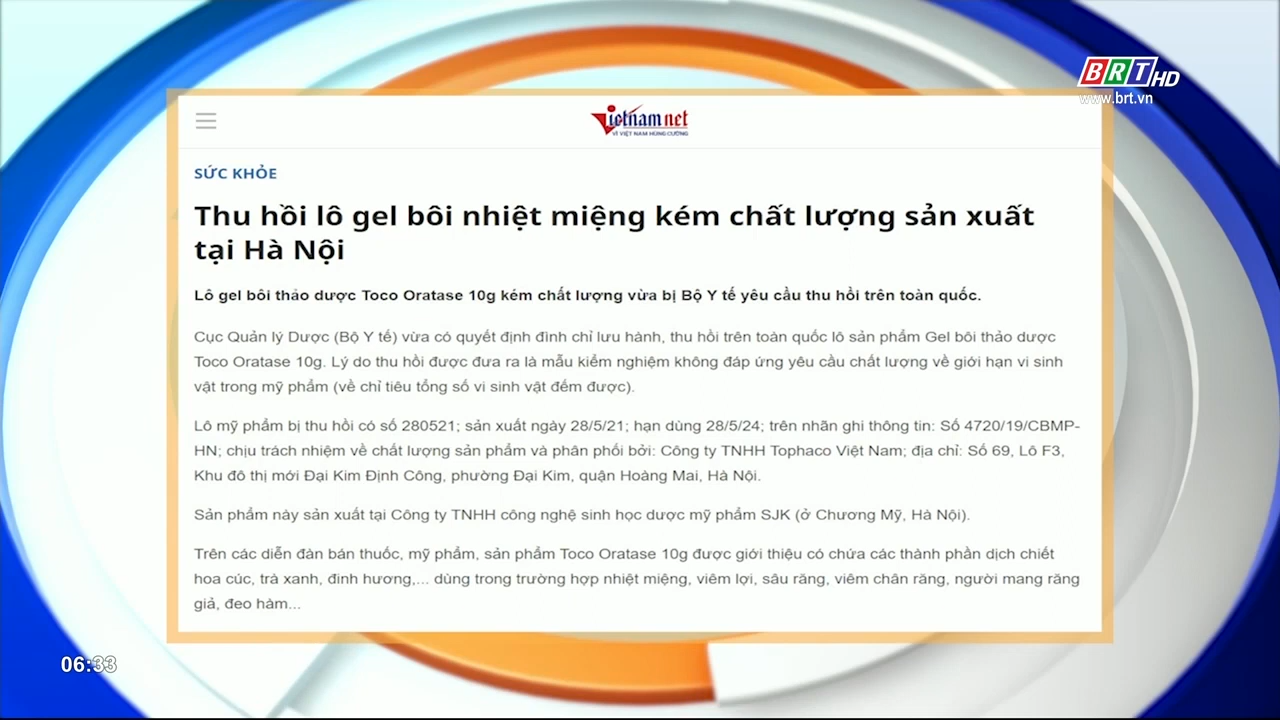 BRT HD
www.brt.vn
Vietnam net
VÌ VIỆT NAM HÙNG CƯỜNG
SỨC KHỎE
Thu hồi lô gel bôi nhiệt miệng kém chất lượng sản xuất
tại Hà Nội
Lô gel bôi thảo dược Toco Oratase 10g kém chất lượng vừa bị Bộ Y tế yêu cầu thu hồi trên toàn quốc.
Cục Quản lý Dược (Bộ Y tế) vừa có quyết định đình chỉ lưu hành, thu hồi trên toàn quốc lô sản phẩm Gel bôi thảo dược
Toco Oratase 10g. Lý do thu hồi được đưa ra là mẫu kiểm nghiệm không đáp ứng yêu cầu chất lượng về giới hạn vi sinh
vật trong mỹ phẩm (về chỉ tiêu tổng số vi sinh vật đếm được).
Lô mỹ phẩm bị thu hồi có số 280521; sản xuất ngày 28/5/21; hạn dùng 28/5/24; trên nhãn ghi thông tin: Số 4720/19/CBMP-
HN; chịu trách nhiệm về chất lượng sản phẩm và phân phối bởi: Công ty TNHH Tophaco Việt Nam; địa chỉ: Số 69, Lô F3,
Khu đô thị mới Đại Kim Định Công, phường Đại Kim, quận Hoàng Mai, Hà Nội.
Sản phẩm này sản xuất tại Công ty TNHH công nghệ sinh học dược mỹ phẩm SJK (ở Chương Mỹ, Hà Nội).
Trên các diễn đàn bán thuốc, mỹ phẩm, sản phẩm Toco Oratase 10g được giới thiệu có chứa các thành phần dịch chiết
hoa cúc, trà xanh, đinh hương,... dùng trong trường hợp nhiệt miệng, viêm lợi, sâu răng, viêm chân răng, người mang răng
giả, đeo hàm...
06:33